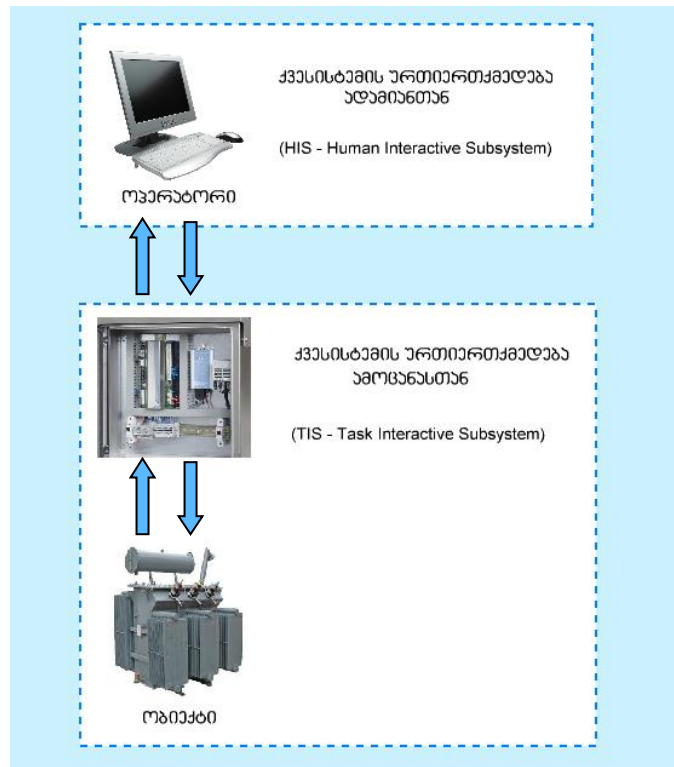 ქვესისტემის ურთიერთქმედება
ადამიანთან
(HIS - Human Interactive Subsystem)
ოპერატორი
ქვესისტემის ურთიერთქმედება
ამოცანასთან
(TIS - Task Interactive Subsystem)
ობიექტი